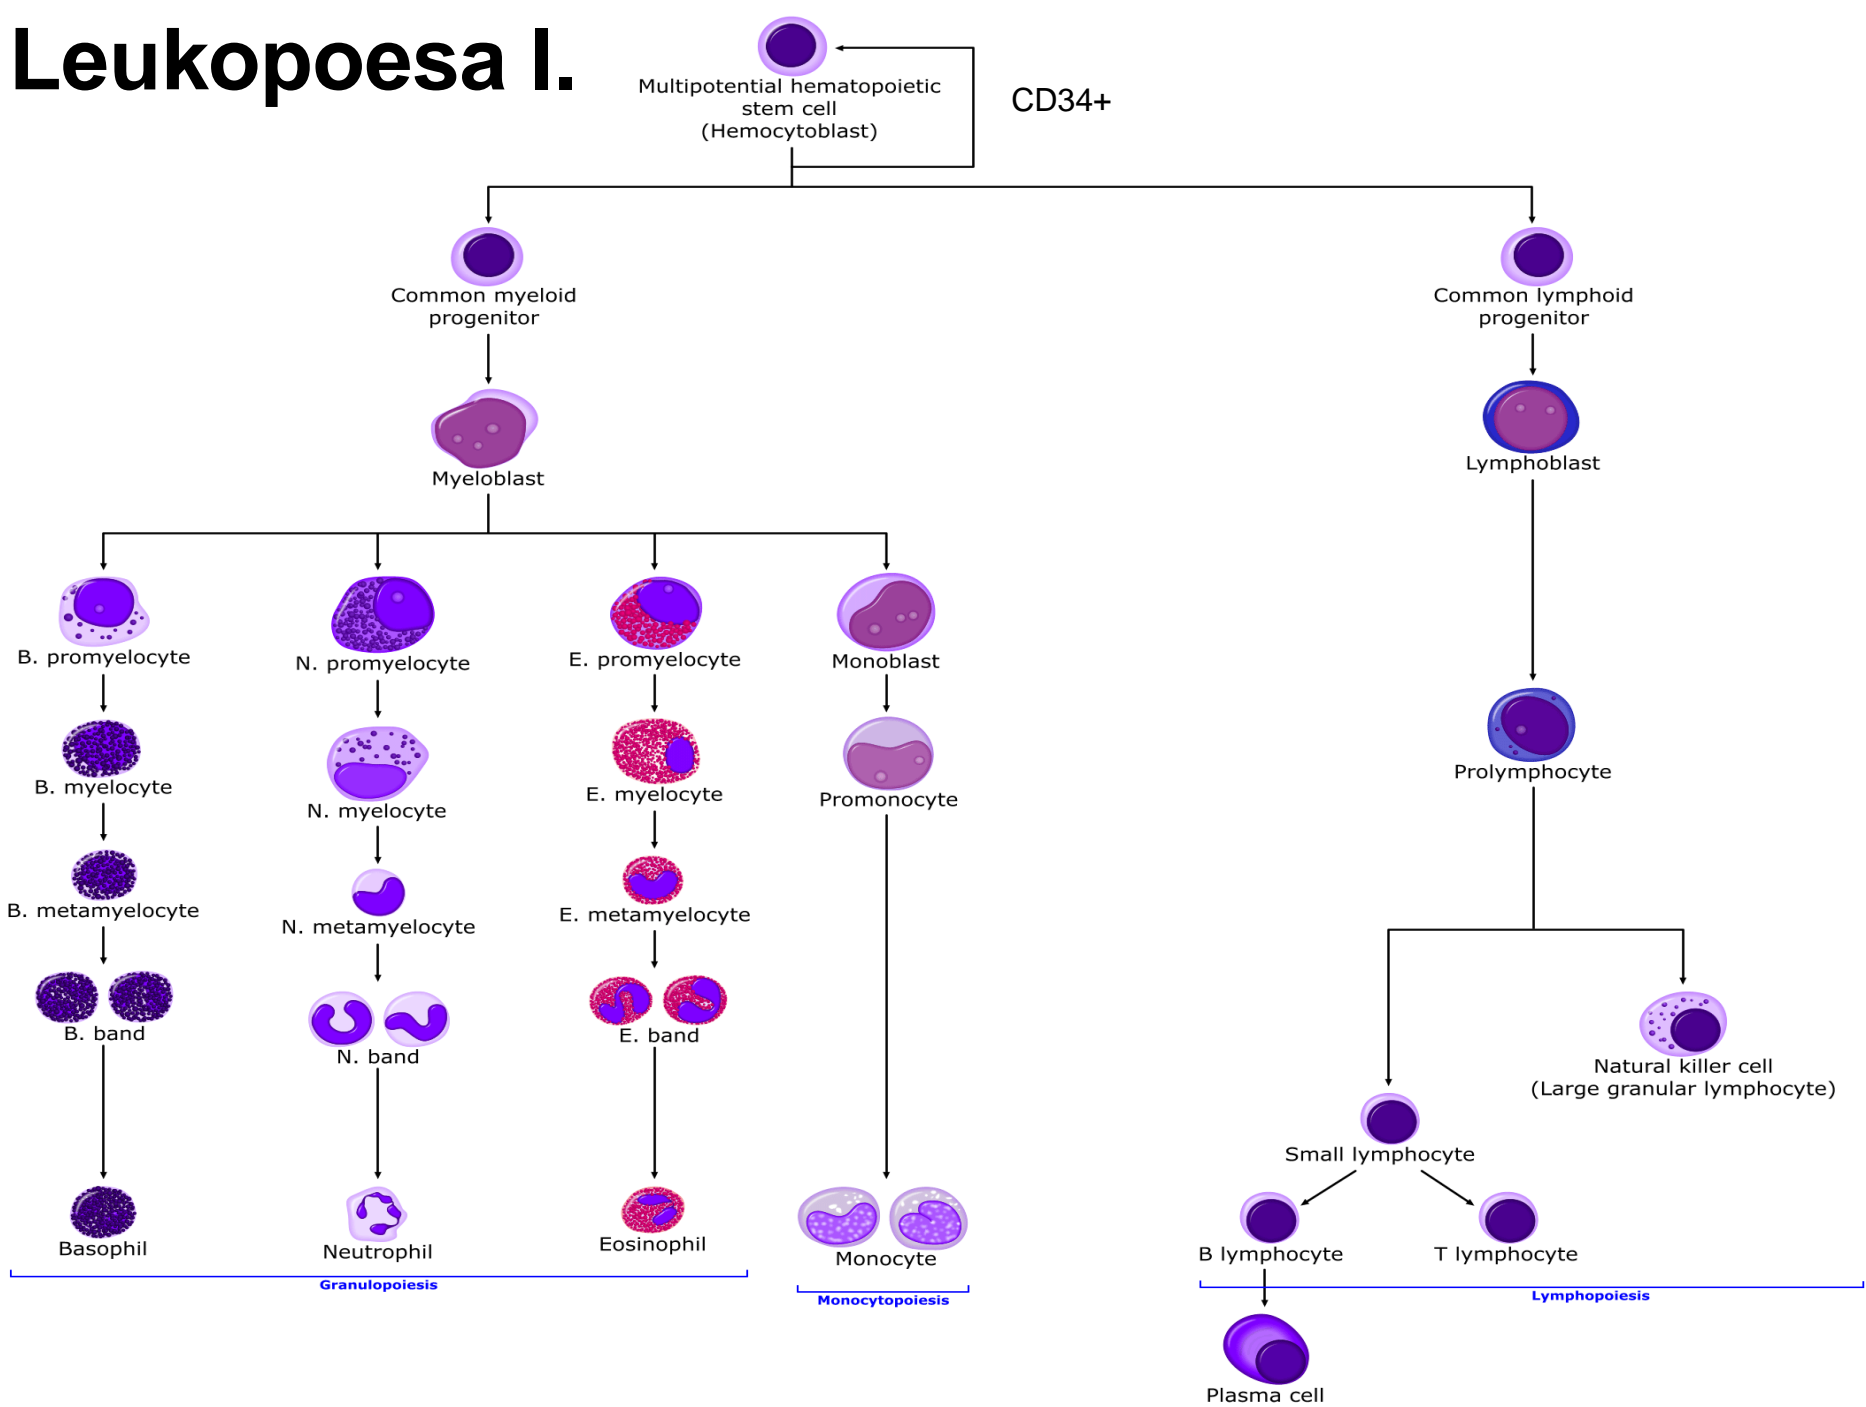 Leukopoesa I.
Multipotential hematopoietic
stem cell
(Hemocytoblast)
CD34+
Common myeloid
progenitor
Common lymphoid
progenitor
Myeloblast
Lymphoblast
B. promyelocyte
N. promyelocyte
E. promyelocyte
Monoblast
B. myelocyte
N. myelocyte
E. myelocyte
Promonocyte
Prolymphocyte
B. metamyelocyte
N. metamyelocyte
E. metamyelocyte
B. band
N. band
E. band
Natural killer cell
(Large granular lymphocyte)
Small lymphocyte
Basophil
Neutrophil
Eosinophil
Monocyte
B lymphocyte
T lymphocyte
Granulopoiesis
Monocytopoiesis
Lymphopoiesis
Plasma cell